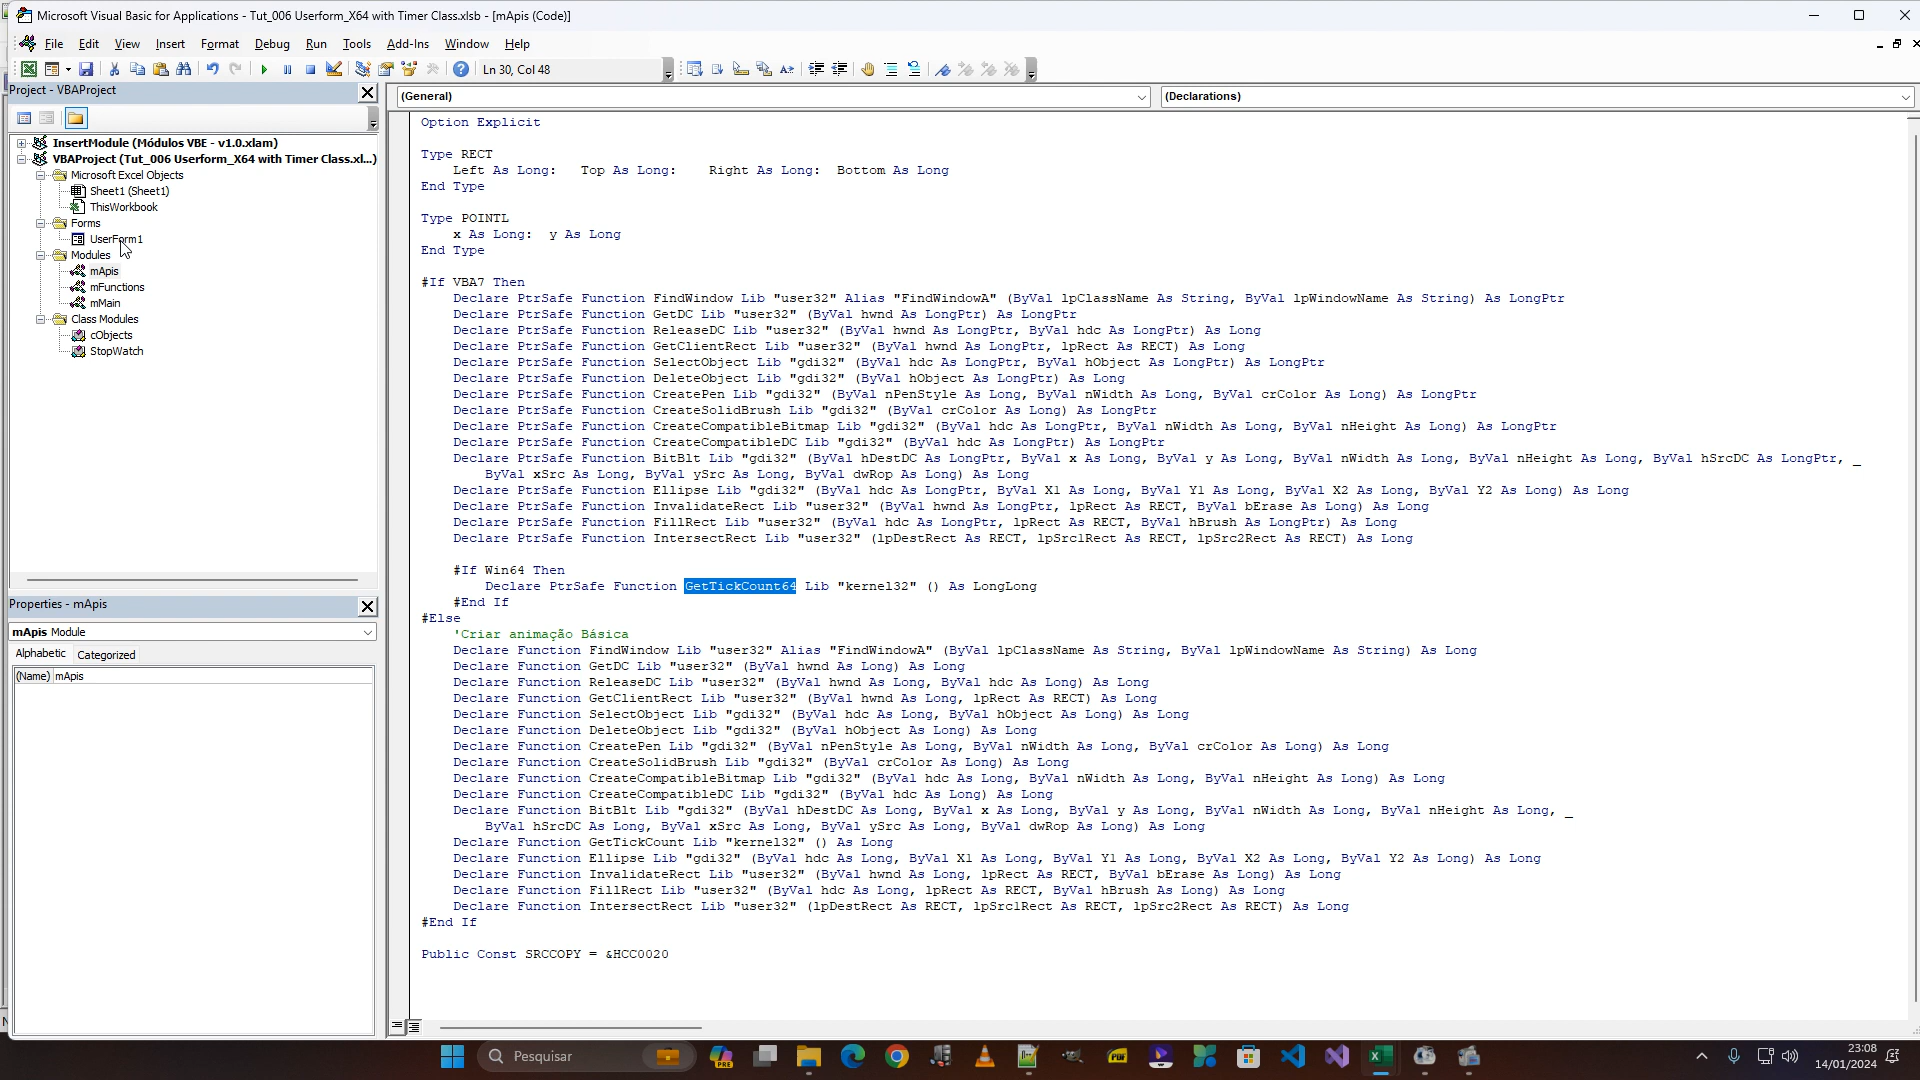 Microsoft Visual Basic for Applications - Tut_006 Userform_X64 with Timer Class.xlsb - [mApis (Code)]
File Edit View Insert Format Debug Run Tools Add-Ins Window Help
Ln 30, Col 48
Project - VBAProject
InsertModule (Módulos VBE - v1.0.xlam)
VBAProject (Tut_006 Userform_X64 with Timer Class.xl...)
Microsoft Excel Objects
Sheet1 (Sheet1)
ThisWorkbook
Forms
UserForm1
Modules
mApis
mFunctions
mMain
Class Modules
cObjects
StopWatch
Properties - mApis
mApis Module
Alphabetic Categorized
(Name) mApis
(General) (Declarations)
Option Explicit
Type RECT
Left As Long: Top As Long: Right As Long: Bottom As Long
End Type
Type POINTL
x As Long: y As Long
End Type
#If VBA7 Then
Declare PtrSafe Function FindWindow Lib "user32" Alias "FindWindowA" (ByVal lpClassName As String, ByVal lpWindowName As String) As LongPtr
Declare PtrSafe Function GetDC Lib "user32" (ByVal hwnd As LongPtr) As LongPtr
Declare PtrSafe Function ReleaseDC Lib "user32" (ByVal hwnd As LongPtr, ByVal hdc As LongPtr) As Long
Declare PtrSafe Function GetClientRect Lib "user32" (ByVal hwnd As LongPtr, lpRect As RECT) As Long
Declare PtrSafe Function SelectObject Lib "gdi32" (ByVal hdc As LongPtr, ByVal hObject As LongPtr) As LongPtr
Declare PtrSafe Function DeleteObject Lib "gdi32" (ByVal hObject As LongPtr) As Long
Declare PtrSafe Function CreatePen Lib "gdi32" (ByVal nPenStyle As Long, ByVal nWidth As Long, ByVal crColor As Long) As LongPtr
Declare PtrSafe Function CreateSolidBrush Lib "gdi32" (ByVal crColor As Long) As LongPtr
Declare PtrSafe Function CreateCompatibleBitmap Lib "gdi32" (ByVal hdc As LongPtr, ByVal nWidth As Long, ByVal nHeight As Long) As LongPtr
Declare PtrSafe Function CreateCompatibleDC Lib "gdi32" (ByVal hdc As LongPtr) As LongPtr
Declare PtrSafe Function BitBlt Lib "gdi32" (ByVal hDestDC As LongPtr, ByVal x As Long, ByVal y As Long, ByVal nWidth As Long, ByVal nHeight As Long, ByVal hSrcDC As LongPtr, _
ByVal xSrc As Long, ByVal ySrc As Long, ByVal dwRop As Long) As Long
Declare PtrSafe Function Ellipse Lib "gdi32" (ByVal hdc As LongPtr, ByVal X1 As Long, ByVal Y1 As Long, ByVal X2 As Long, ByVal Y2 As Long) As Long
Declare PtrSafe Function InvalidateRect Lib "user32" (ByVal hwnd As LongPtr, lpRect As RECT, ByVal bErase As Long) As Long
Declare PtrSafe Function FillRect Lib "user32" (ByVal hdc As LongPtr, lpRect As RECT, ByVal hBrush As LongPtr) As Long
Declare PtrSafe Function IntersectRect Lib "user32" (lpDestRect As RECT, lpSrc1Rect As RECT, lpSrc2Rect As RECT) As Long
#If Win64 Then
Declare PtrSafe Function GetTickCount64 Lib "kernel32" () As LongLong
#End If
#Else
'Criar animação Básica
Declare Function FindWindow Lib "user32" Alias "FindWindowA" (ByVal lpClassName As String, ByVal lpWindowName As String) As Long
Declare Function GetDC Lib "user32" (ByVal hwnd As Long) As Long
Declare Function ReleaseDC Lib "user32" (ByVal hwnd As Long, ByVal hdc As Long) As Long
Declare Function GetClientRect Lib "user32" (ByVal hwnd As Long, lpRect As RECT) As Long
Declare Function SelectObject Lib "gdi32" (ByVal hdc As Long, ByVal hObject As Long) As Long
Declare Function DeleteObject Lib "gdi32" (ByVal hObject As Long) As Long
Declare Function CreatePen Lib "gdi32" (ByVal nPenStyle As Long, ByVal nWidth As Long, ByVal crColor As Long) As Long
Declare Function CreateSolidBrush Lib "gdi32" (ByVal crColor As Long) As Long
Declare Function CreateCompatibleBitmap Lib "gdi32" (ByVal hdc As Long, ByVal nWidth As Long, ByVal nHeight As Long) As Long
Declare Function CreateCompatibleDC Lib "gdi32" (ByVal hdc As Long) As Long
Declare Function BitBlt Lib "gdi32" (ByVal hDestDC As Long, ByVal x As Long, ByVal y As Long, ByVal nWidth As Long, ByVal nHeight As Long, _
ByVal hSrcDC As Long, ByVal xSrc As Long, ByVal ySrc As Long, ByVal dwRop As Long) As Long
Declare Function GetTickCount Lib "kernel32" () As Long
Declare Function Ellipse Lib "gdi32" (ByVal hdc As Long, ByVal X1 As Long, ByVal Y1 As Long, ByVal X2 As Long, ByVal Y2 As Long) As Long
Declare Function InvalidateRect Lib "user32" (ByVal hwnd As Long, lpRect As RECT, ByVal bErase As Long) As Long
Declare Function FillRect Lib "user32" (ByVal hdc As Long, lpRect As RECT, ByVal hBrush As Long) As Long
Declare Function IntersectRect Lib "user32" (lpDestRect As RECT, lpSrc1Rect As RECT, lpSrc2Rect As RECT) As Long
#End If
Public Const SRCCOPY = &HCC0020
Pesquisar
23:08
14/01/2024